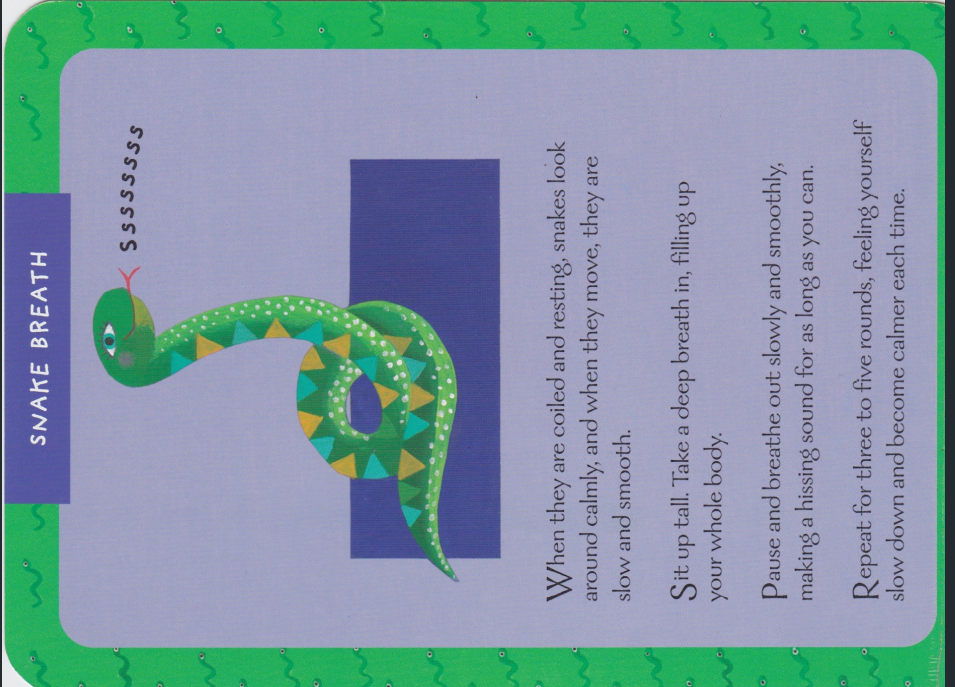 SNAKE BREATH
Sssssssss
When they are coiled and resting, snakes look
around calmly, and when they move, they are
slow and smooth.
Sit up tall. Take a deep breath in, filling up
your whole body.
Pause and breathe out slowly and smoothly,
making a hissing sound for as long as you can.
Repeat for three to five rounds, feeling yourself
slow down and become calmer each time.